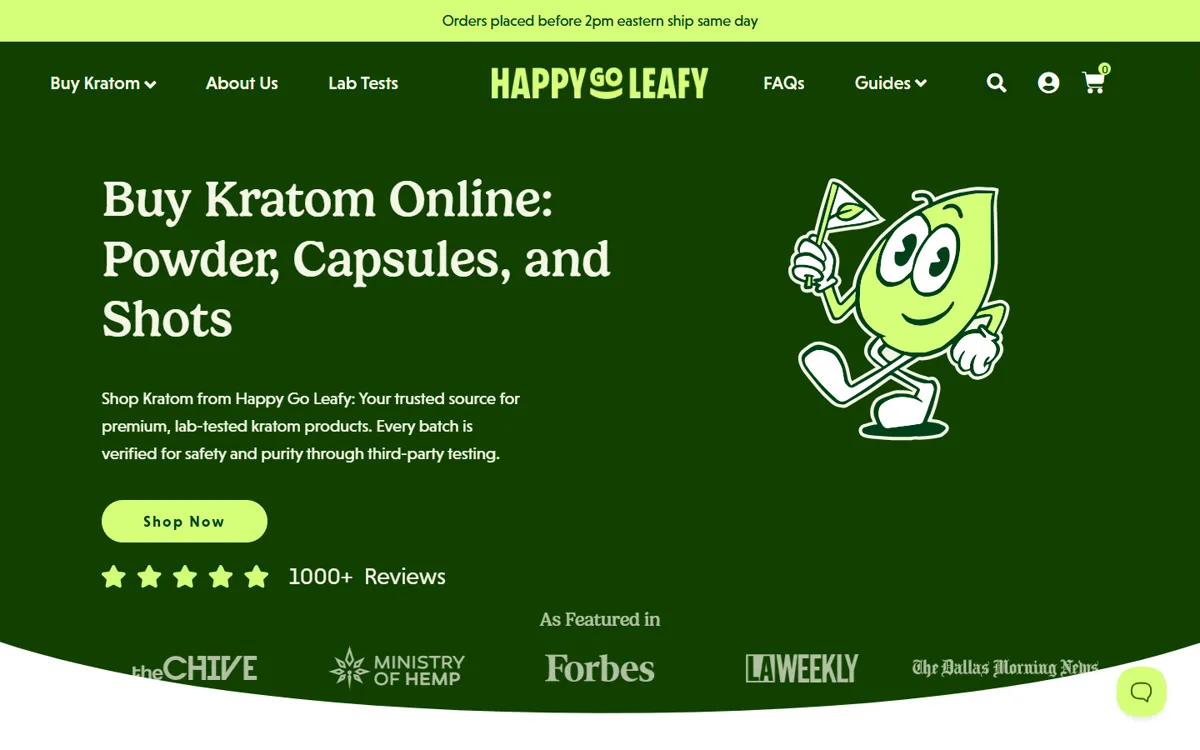 Orders placed before 2pm eastern ship same day
Buy Kratom About Us Lab Tests HAPPY GO LEAFY FAQs Guides 0
Buy Kratom Online:
Powder, Capsules, and
Shots
Shop Kratom from Happy Go Leafy: Your trusted source for
premium, lab-tested kratom products. Every batch is
verified for safety and purity through third-party testing.
Shop Now
1000+ Reviews
As Featured in
theCHIVE
MINISTRY
OF HEMP
Forbes
LAWEEKLY
The Dallas Morning News